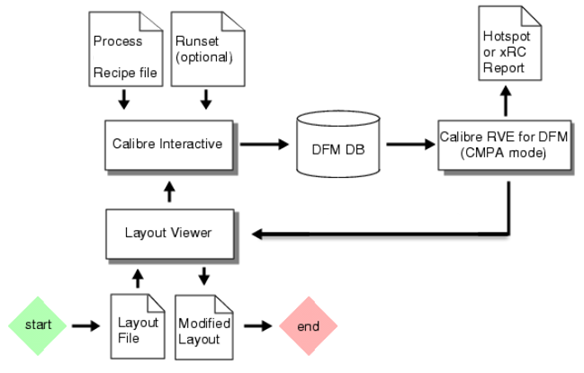 Process
Recipe file
Runset
(optional)
Hotspot
or xRC
Report
Calibre Interactive
DFM DB
Calibre RVE for DFM
(CMPA mode)
Layout Viewer
start
Layout
File
Modified
Layout
end